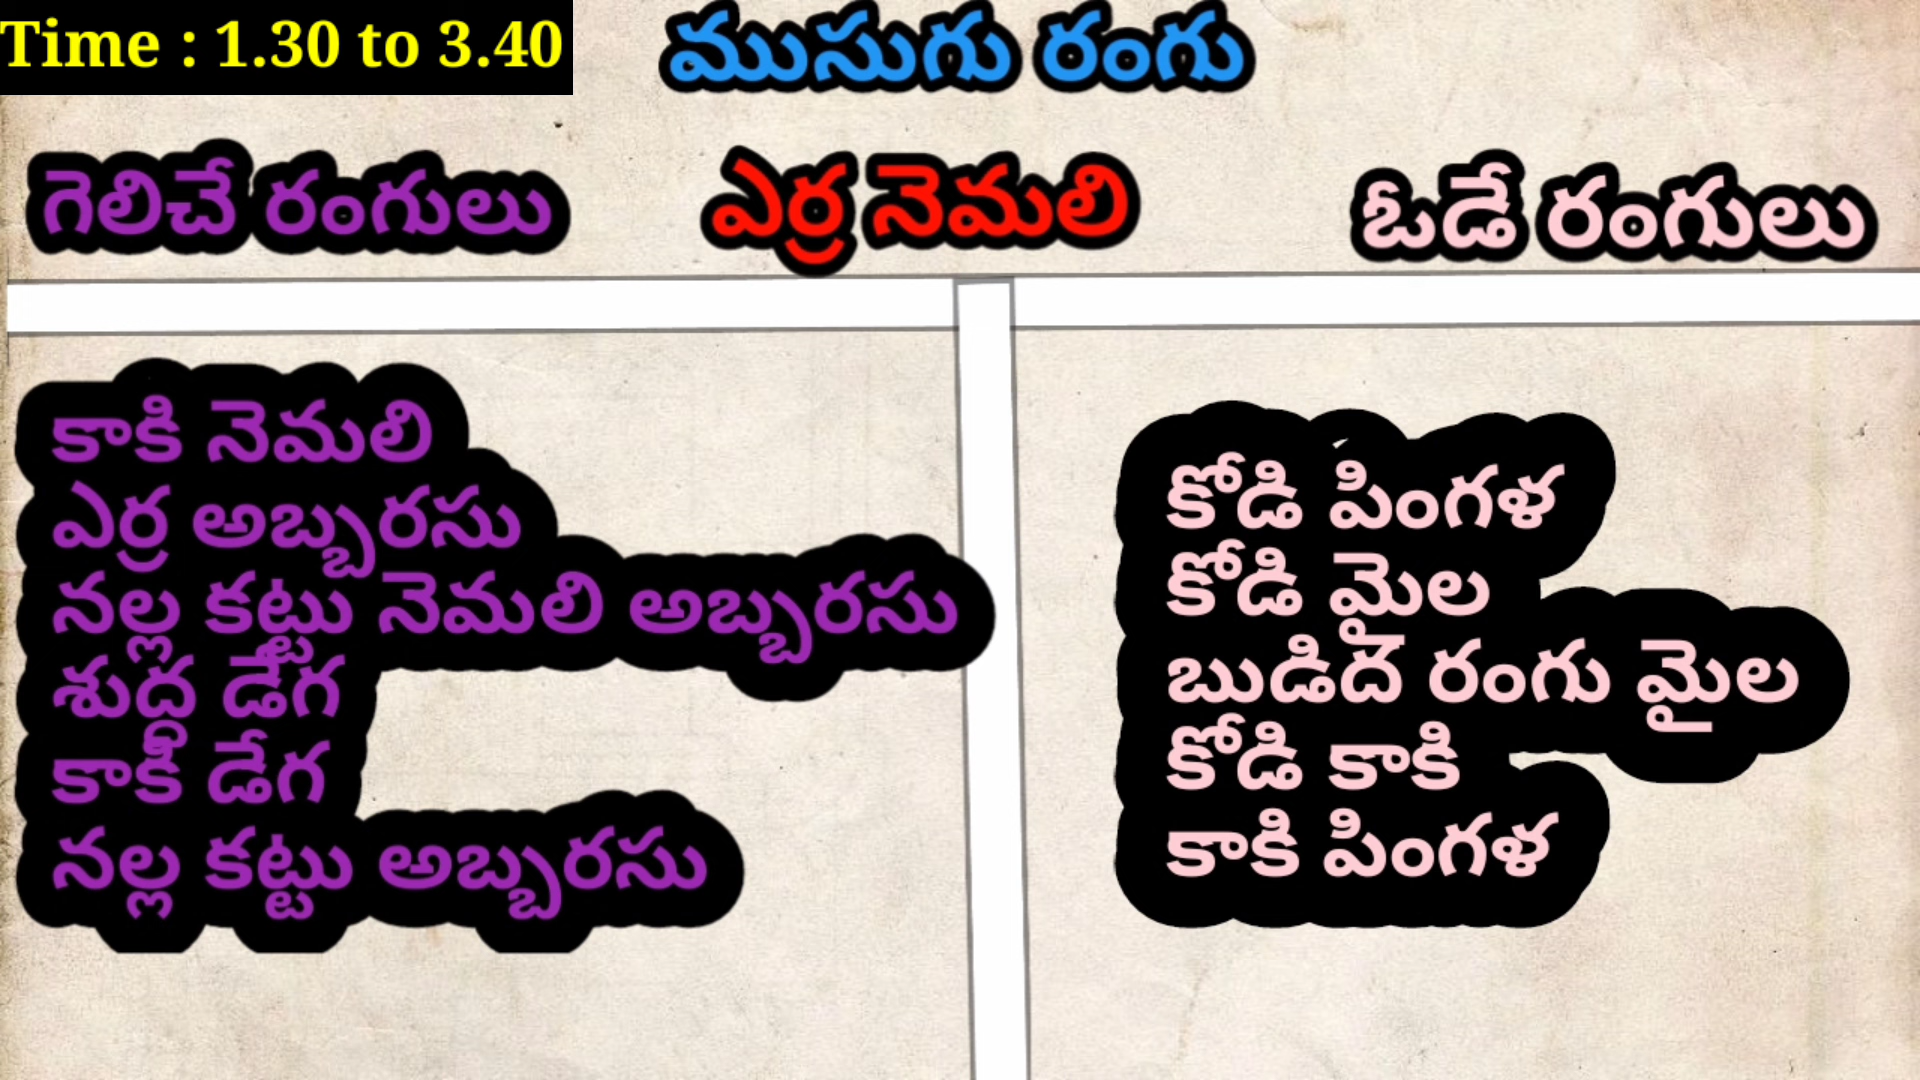 Time : 1.30 to 3.40
ముసుగు రంగు
గెలిచే రంగులు
ఎర్ర నెమలి
ఓడే రంగులు
కాకి నెమలి
ఎర్ర అబ్బరసు
నల్ల కట్టు నెమలి అబ్బరసు
శుద్ధ డేగ
కాకి డేగ
నల్ల కట్టు అబ్బరసు
కోడి పింగళ
కోడి మైల
బుడిద రంగు మైల
కోడి కాకి
కాకి పింగళ